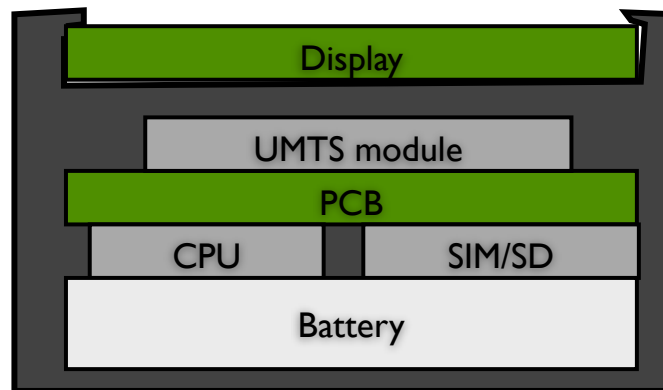 Display
UMTS module
PCB
CPU
SIM/SD
Battery